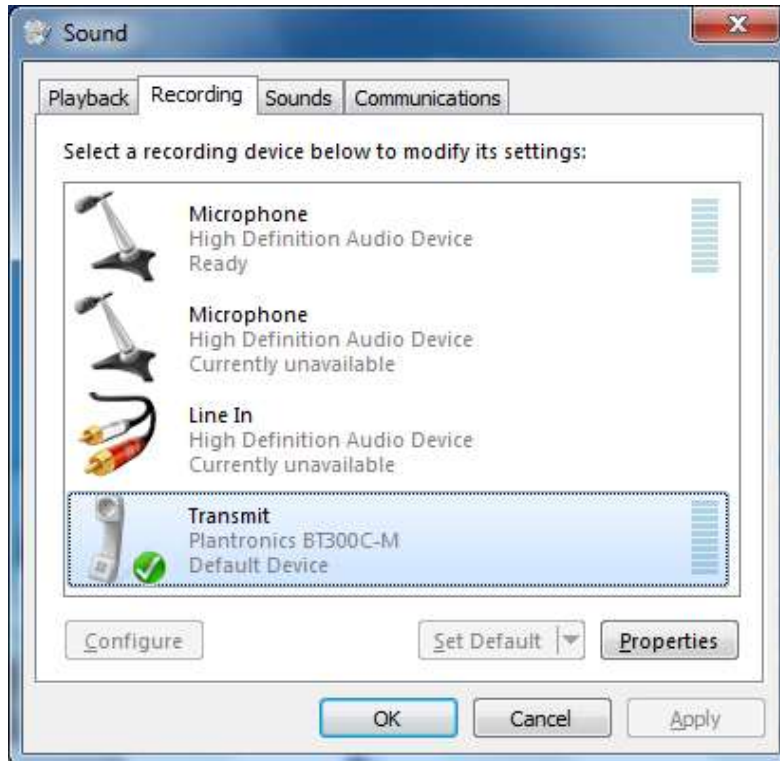 Sound
Playback Recording Sounds Communications
Select a recording device below to modify its settings:
Microphone
High Definition Audio Device
Ready
Microphone
High Definition Audio Device
Currently unavailable
Line In
High Definition Audio Device
Currently unavailable
Transmit
Plantronics BT300C-M
Default Device
Configure Set Default Properties
OK Cancel Apply